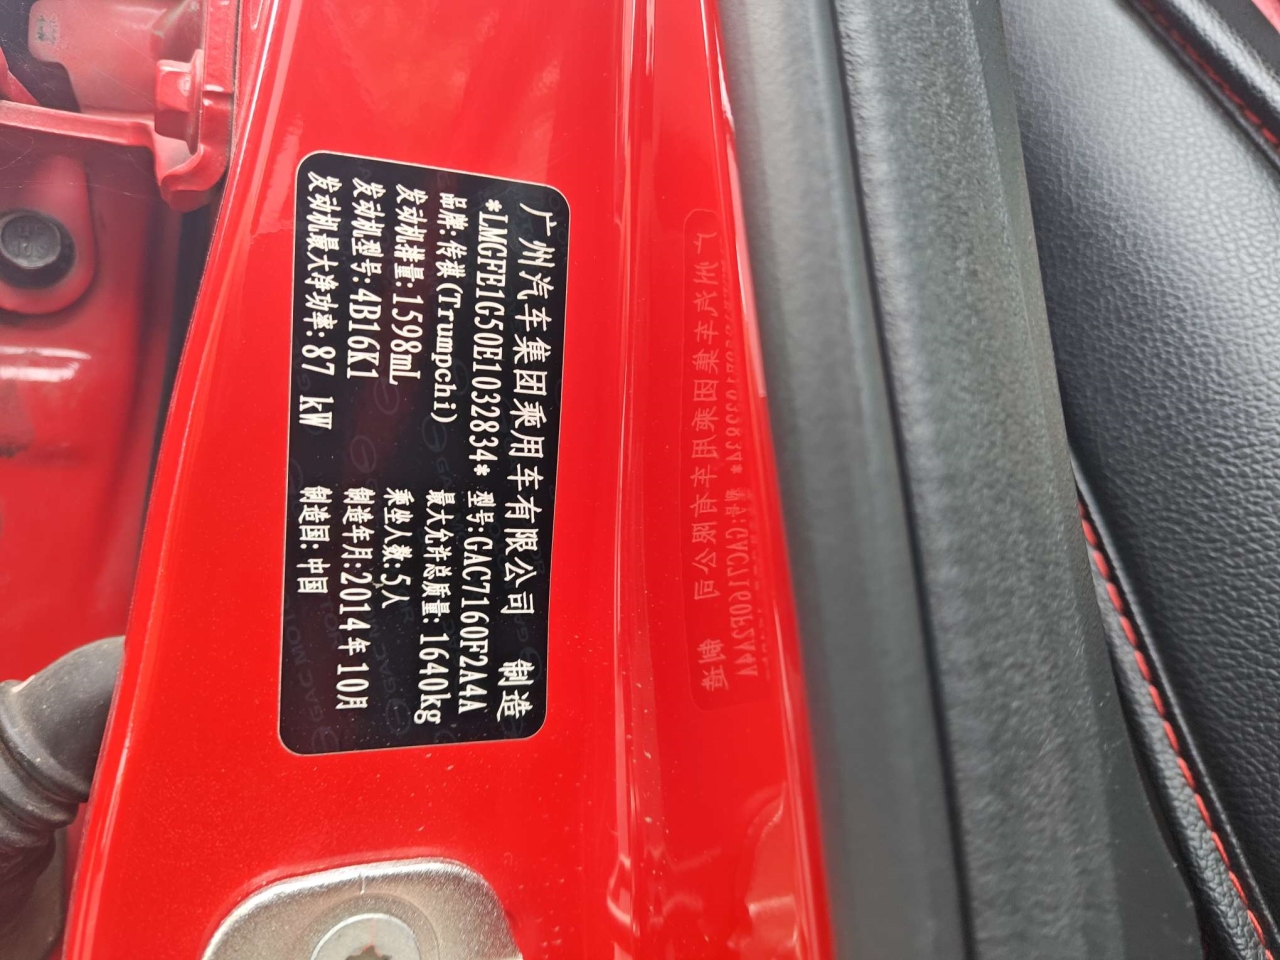 广州汽车集团乘用车有限公司 制造
*LMGFE1G50E1032834* 型号:GAC7160F2A4A
品牌:传祺(Trumpchi) 最大允许总质量:1640kg
发动机排量:1598mL 乘坐人数:5人
发动机型号:4B16K1 制造年月:2014年10月
发动机最大净功率:87 kW 制造国:中国